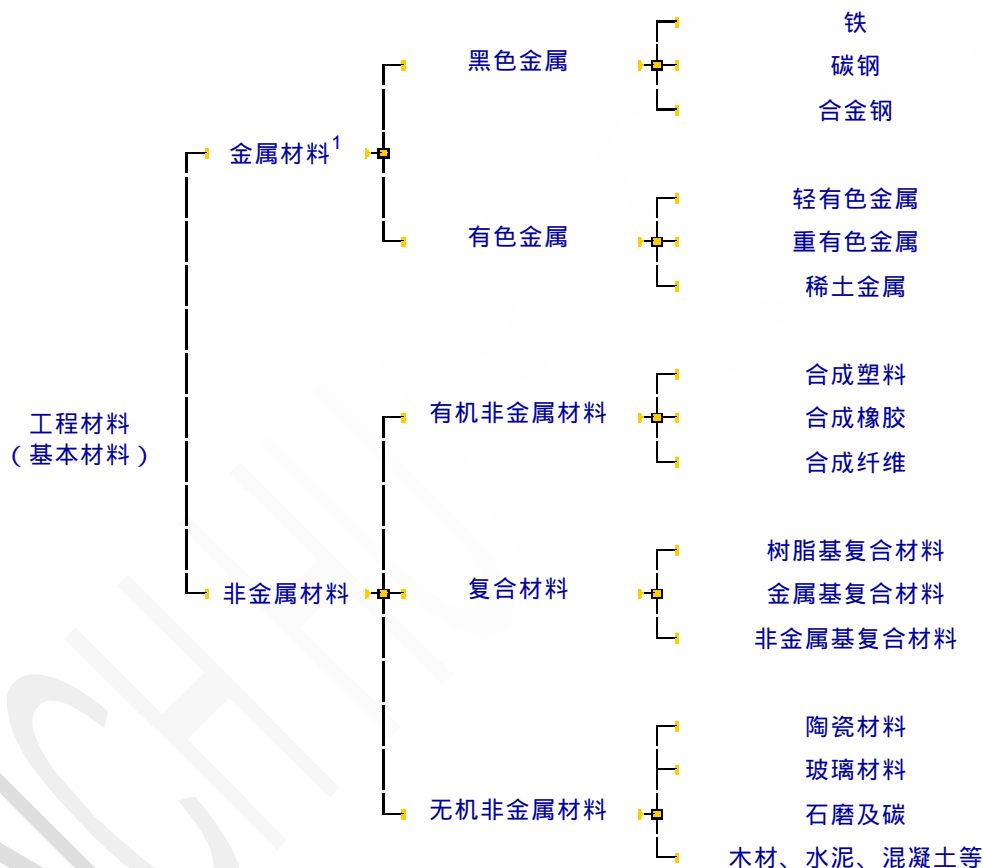 铁
黑色金属
碳钢
合金钢
金属材料1
轻有色金属
有色金属
重有色金属
稀土金属
合成塑料
有机非金属材料
合成橡胶
工程材料
（基本材料）
合成纤维
树脂基复合材料
非金属材料
复合材料
金属基复合材料
非金属基复合材料
陶瓷材料
玻璃材料
无机非金属材料
石磨及碳
木材、水泥、混凝土等